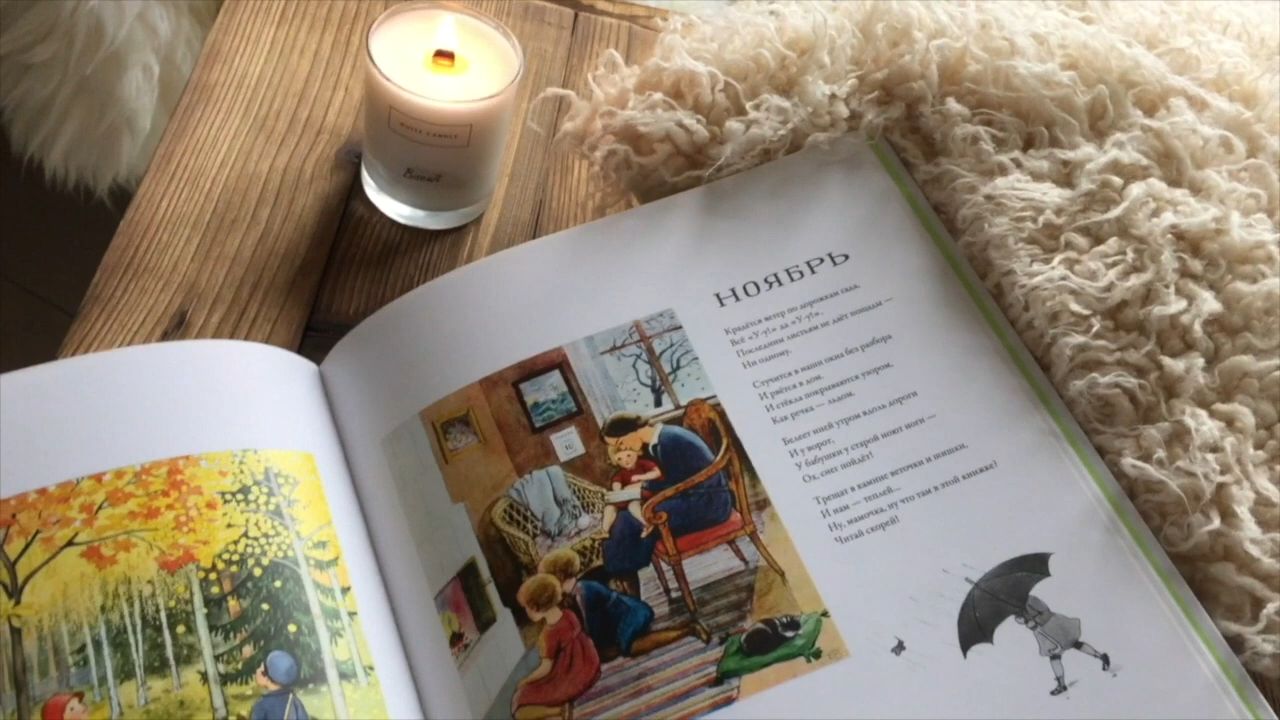 НОЯБРЬ
Крадётся ветер по дорожкам сада,
Всё «У-у!» да «У-у!»,
Последним листьям не даёт пощады —
Ни одному.
Стучится в наши окна без разбора
И рвётся в дом.
И стёкла покрываются узором,
Как речка — льдом.
Белеет иней утром вдоль дороги
И у ворот,
У бабушки у старой ноют ноги —
Ох, снег пойдёт!
Трещат в камине веточки и шишки,
И нам — теплей...
Ну, мамочка, ну что там в этой книжке?
Читай скорей!